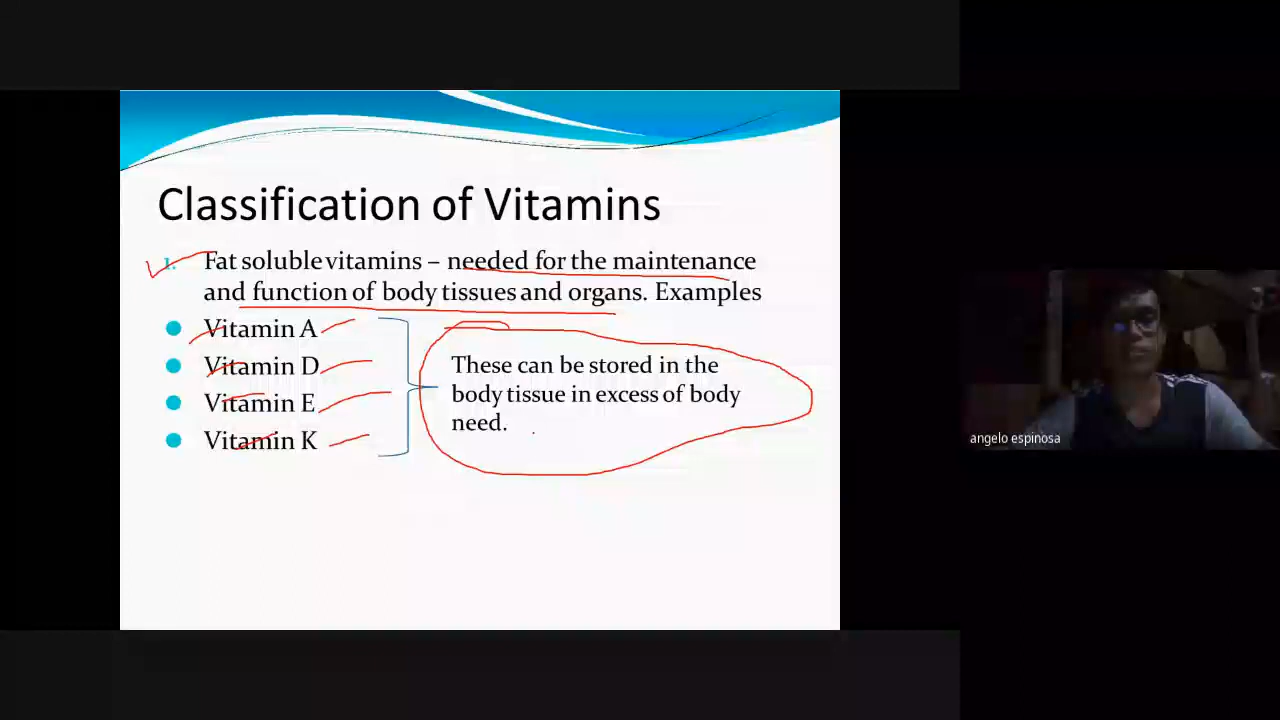 Classification of Vitamins
1. Fat soluble vitamins – needed for the maintenance
and function of body tissues and organs. Examples
Vitamin A
Vitamin D
Vitamin E
Vitamin K
These can be stored in the
body tissue in excess of body
need.
angelo espinosa